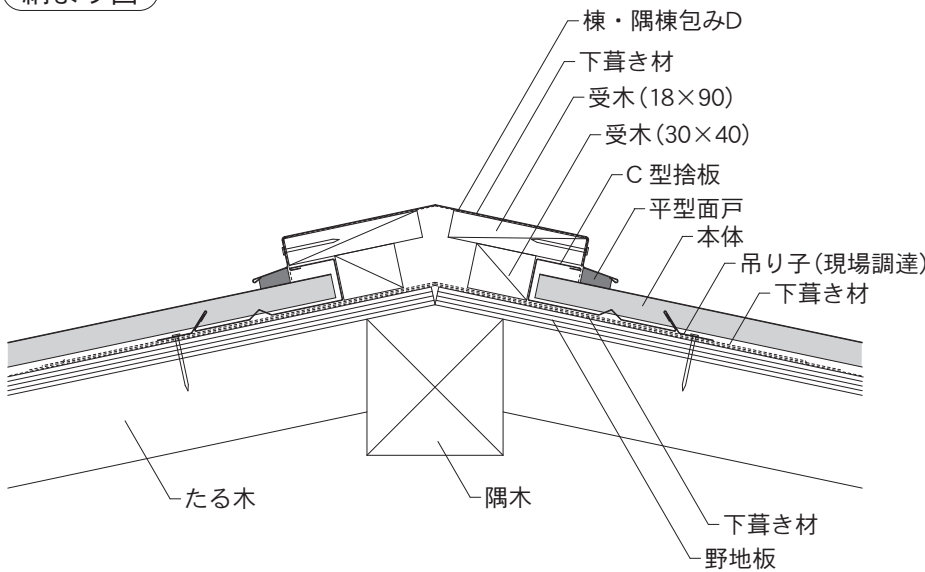 納まり図
棟・隅棟包みD
下葺き材
受木(18×90)
受木(30×40)
C 型捨板
平型面戸
本体
吊り子(現場調達)
下葺き材
たる木
隅木
下葺き材
野地板